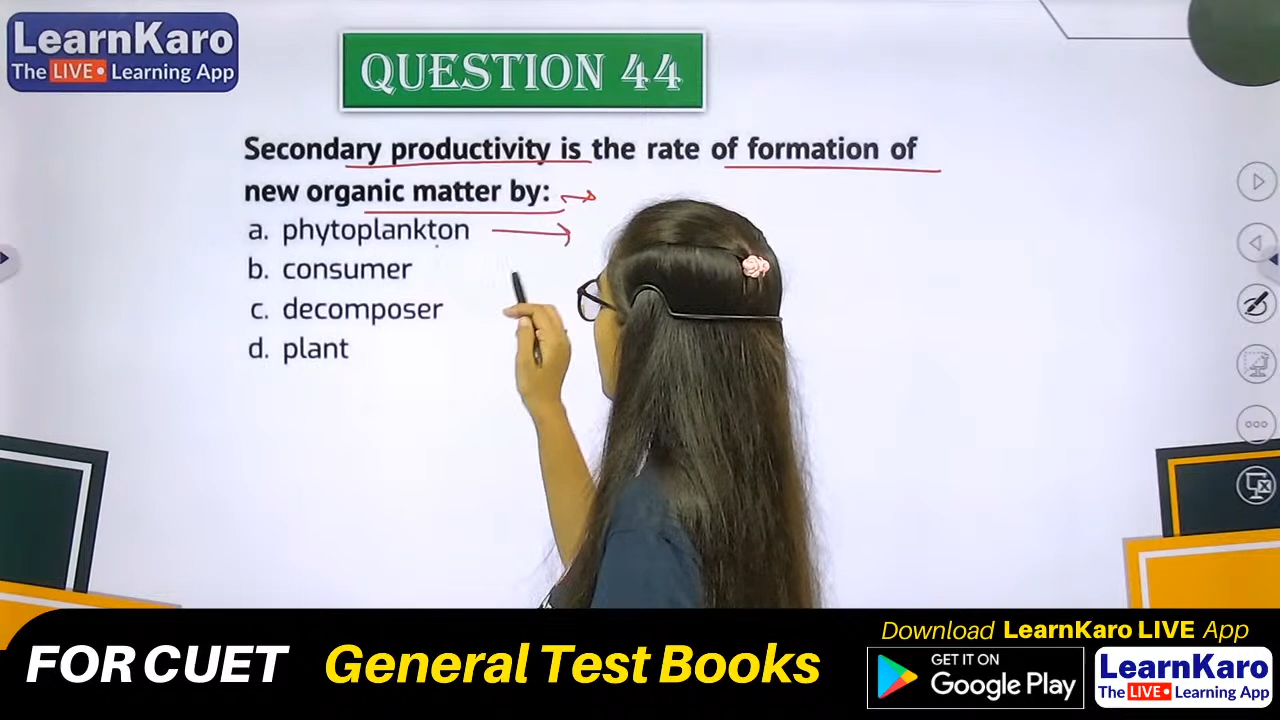 LearnKaro
The LIVE Learning App
QUESTION 44
Secondary productivity is the rate of formation of
new organic matter by:
a. phytoplankton
b. consumer
c. decomposer
d. plant
FOR CUET General Test Books
Download LearnKaro LIVE App
GET IT ON
Google Play
LearnKaro
The LIVE Learning App